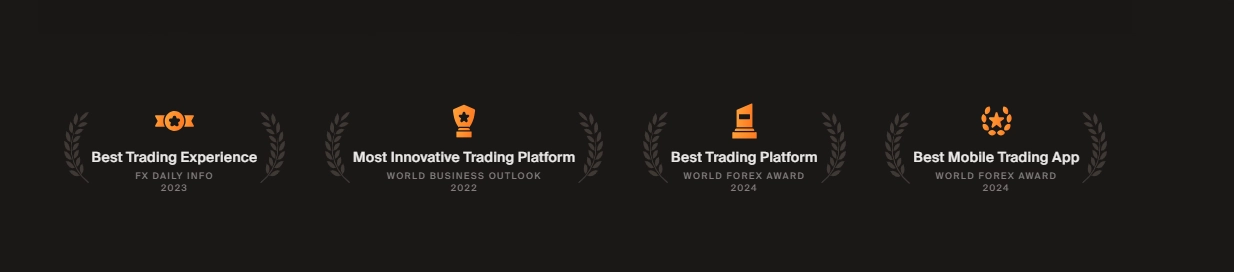 Best Trading Experience
FX DAILY INFO
2023
Most Innovative Trading Platform
WORLD BUSINESS OUTLOOK
2022
Best Trading Platform
WORLD FOREX AWARD
2024
Best Mobile Trading App
WORLD FOREX AWARD
2024